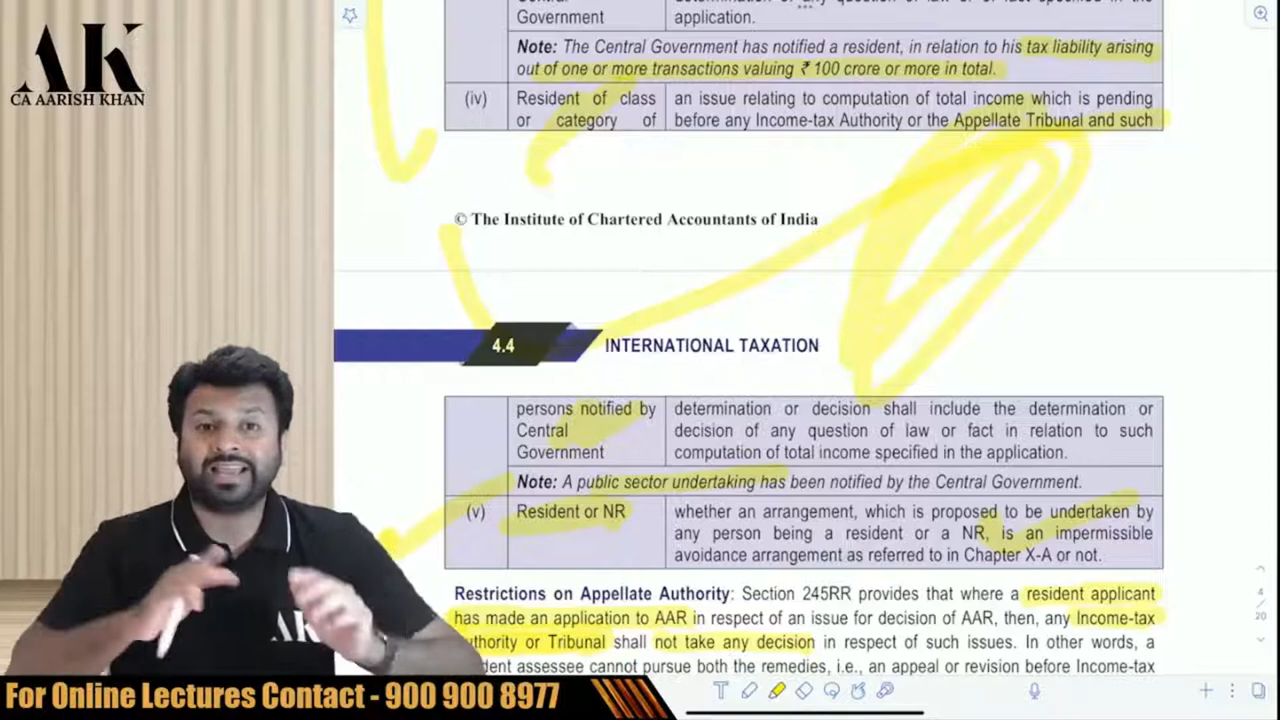 AK
CA AARISH KHAN
Government
application.
Note: The Central Government has notified a resident, in relation to his tax liability arising
out of one or more transactions valuing ₹ 100 crore or more in total.
(iv) Resident of class an issue relating to computation of total income which is pending
or category of before any Income-tax Authority or the Appellate Tribunal and such
© The Institute of Chartered Accountants of India
4.4 INTERNATIONAL TAXATION
persons notified by determination or decision shall include the determination or
Central decision of any question of law or fact in relation to such
Government computation of total income specified in the application.
Note: A public sector undertaking has been notified by the Central Government.
(v) Resident or NR whether an arrangement, which is proposed to be undertaken by
any person being a resident or a NR, is an impermissible
avoidance arrangement as referred to in Chapter X-A or not.
Restrictions on Appellate Authority: Section 245RR provides that where a resident applicant
has made an application to AAR in respect of an issue for decision of AAR, then, any Income-tax
or Tribunal shall not take any decision in respect of such issues. In other words, a
assessee cannot pursue both the remedies, i.e., an appeal or revision before Income-tax
4
20
AK
For Online Lectures Contact - 900 900 8977